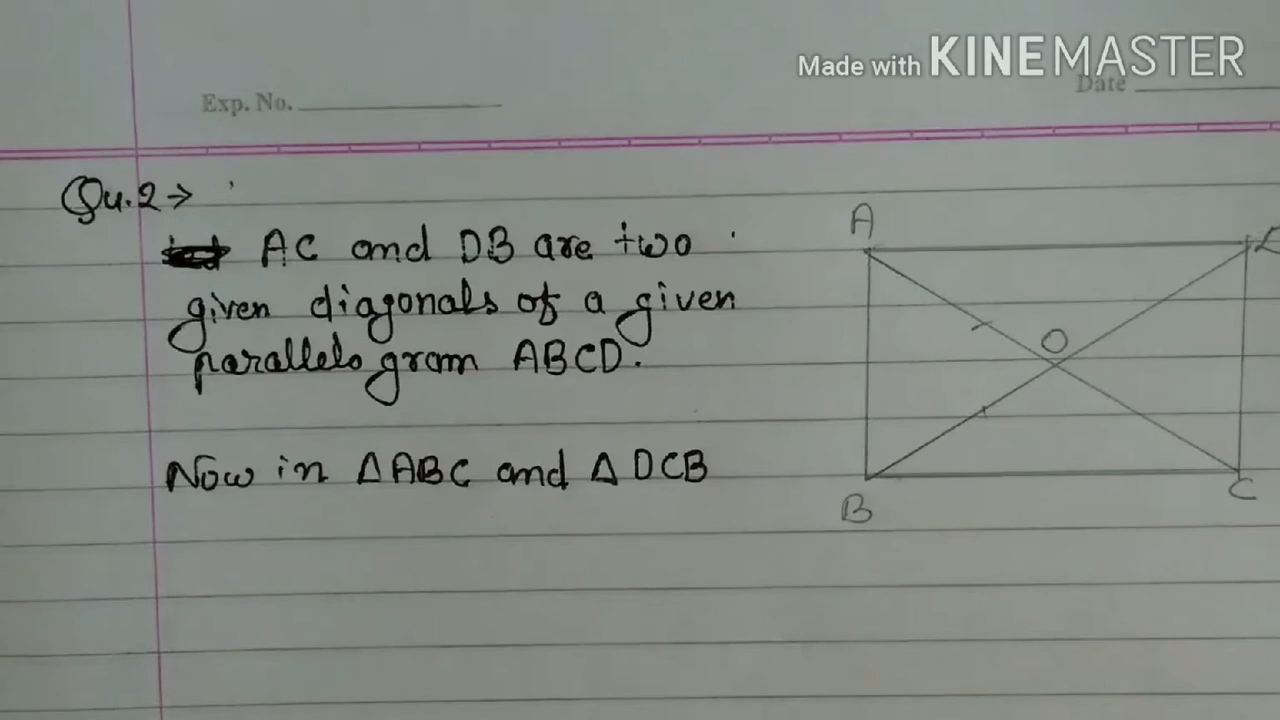 Made with KINEMASTER
Exp. No.
Date
Qu.2→
AC and DB are two
given diagonals of a given
parallelogram ABCD.
Now in ΔABC and ΔDCB
A
O
B
C